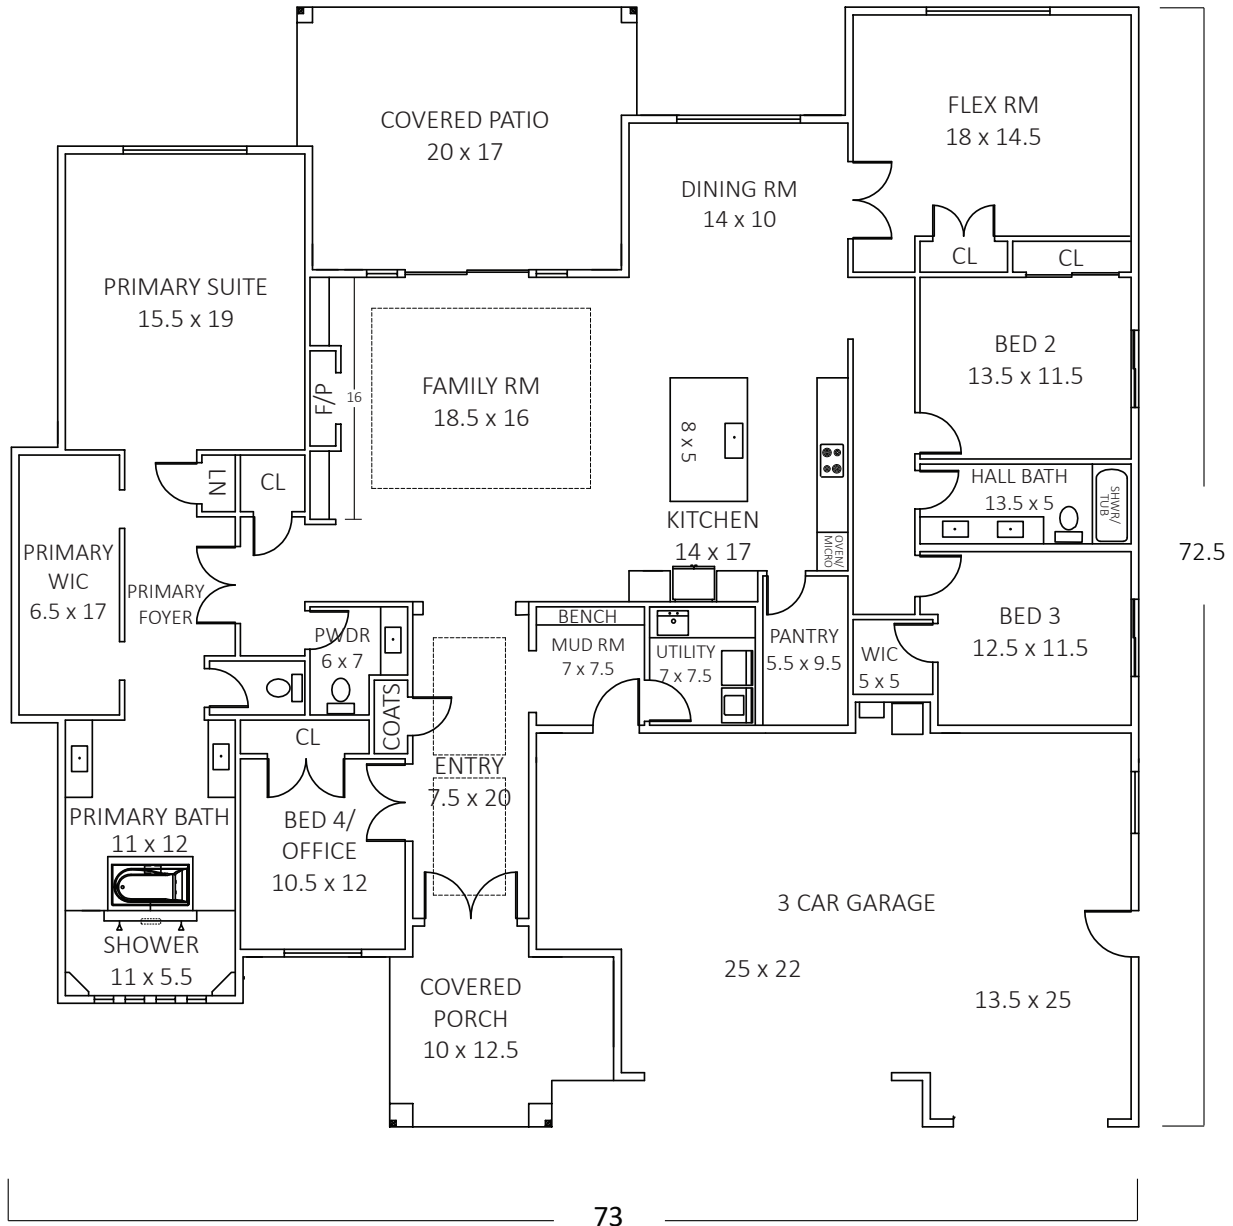 COVERED PATIO
20 x 17
FLEX RM
18 x 14.5
DINING RM
14 x 10
CL
CL
PRIMARY SUITE
15.5 x 19
BED 2
13.5 x 11.5
FAMILY RM
18.5 x 16
F/P
16
8 x 5
LN
CL
HALL BATH
13.5 x 5
SHWR/
TUB
KITCHEN
14 x 17
OVEN/
MICRO
PRIMARY
WIC
6.5 x 17
PRIMARY
FOYER
72.5
PWDR
6 x 7
BENCH
MUD RM
7 x 7.5
UTILITY
7 x 7.5
PANTRY
5.5 x 9.5
WIC
5 x 5
BED 3
12.5 x 11.5
COATS
CL
ENTRY
7.5 x 20
PRIMARY BATH
11 x 12
BED 4/
OFFICE
10.5 x 12
3 CAR GARAGE
25 x 22
13.5 x 25
SHOWER
11 x 5.5
COVERED
PORCH
10 x 12.5
73